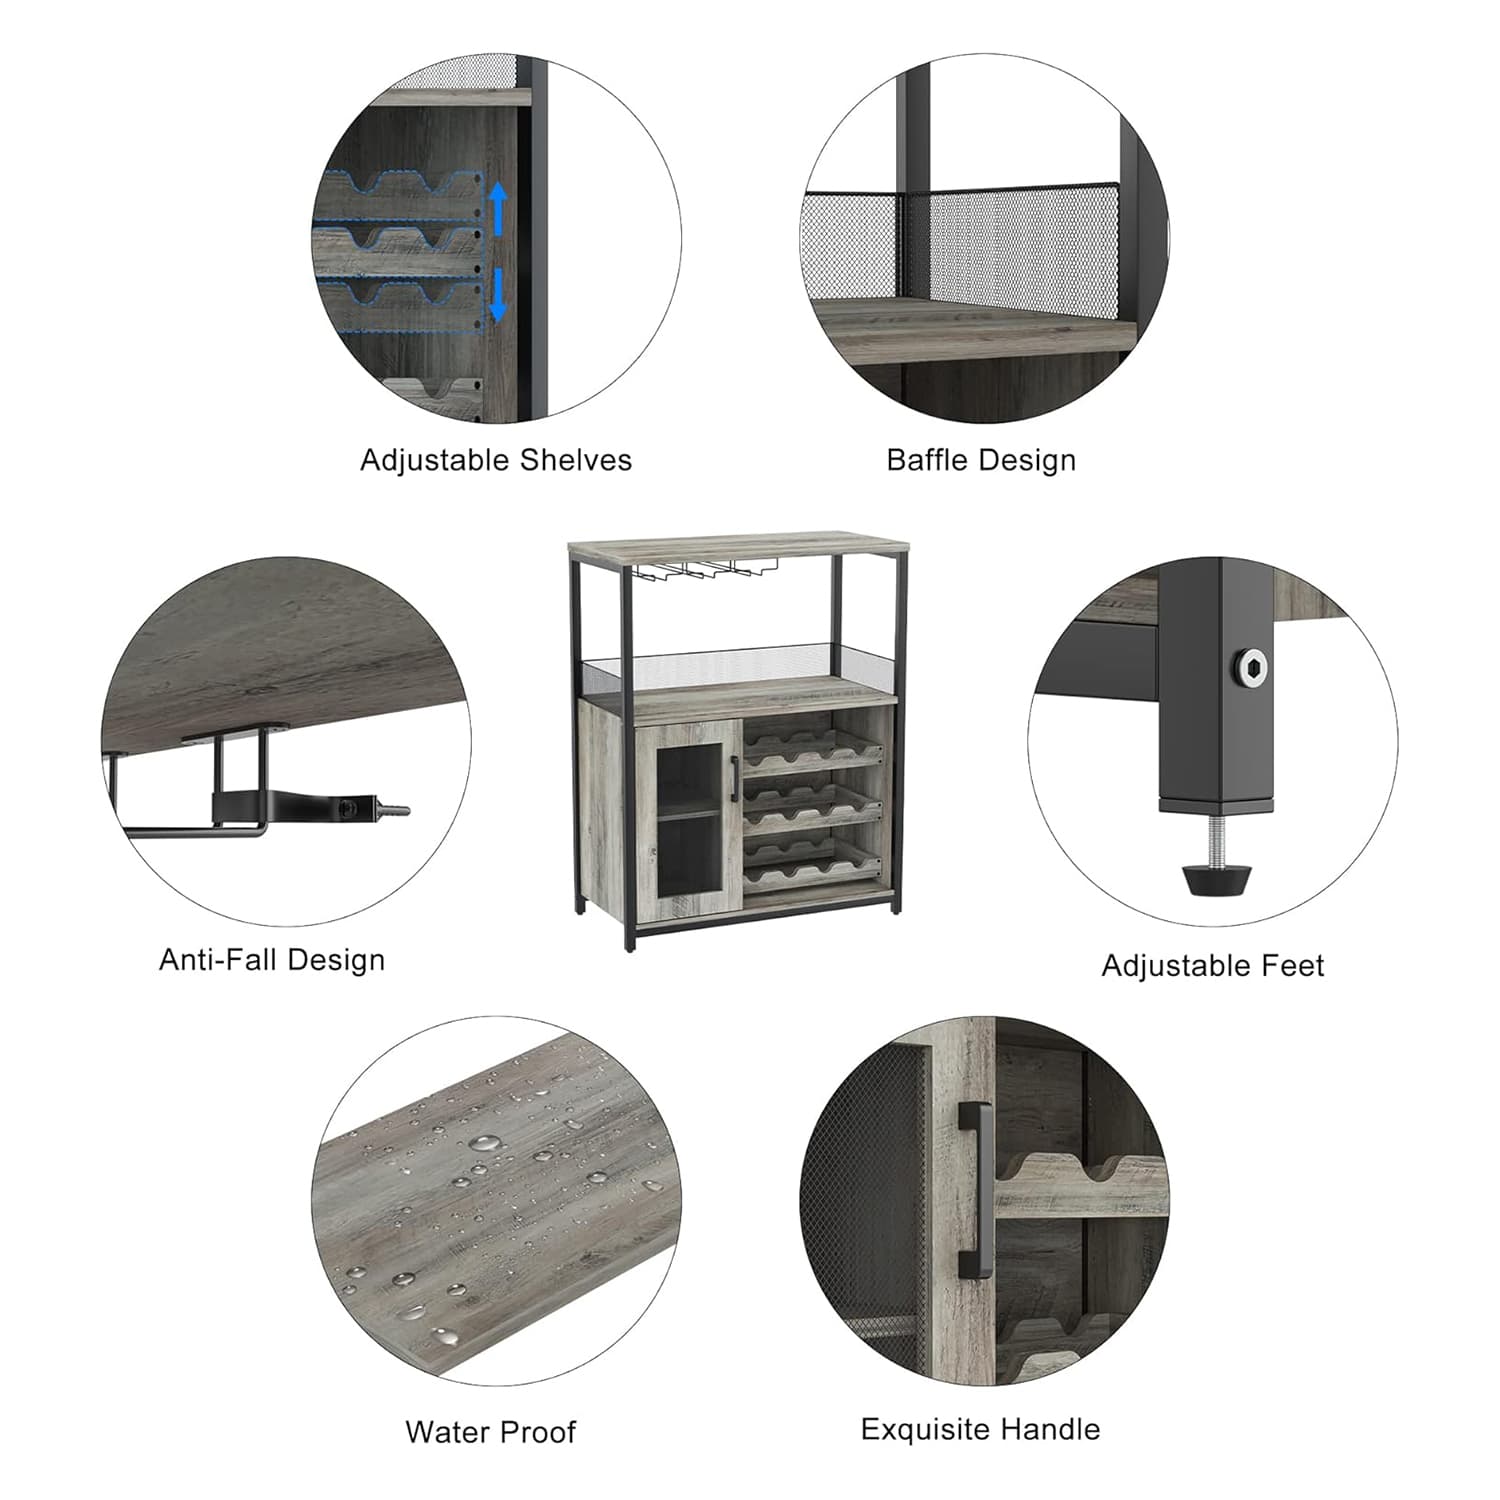 Adjustable Shelves
Baffle Design
Anti-Fall Design
Adjustable Feet
Water Proof
Exquisite Handle